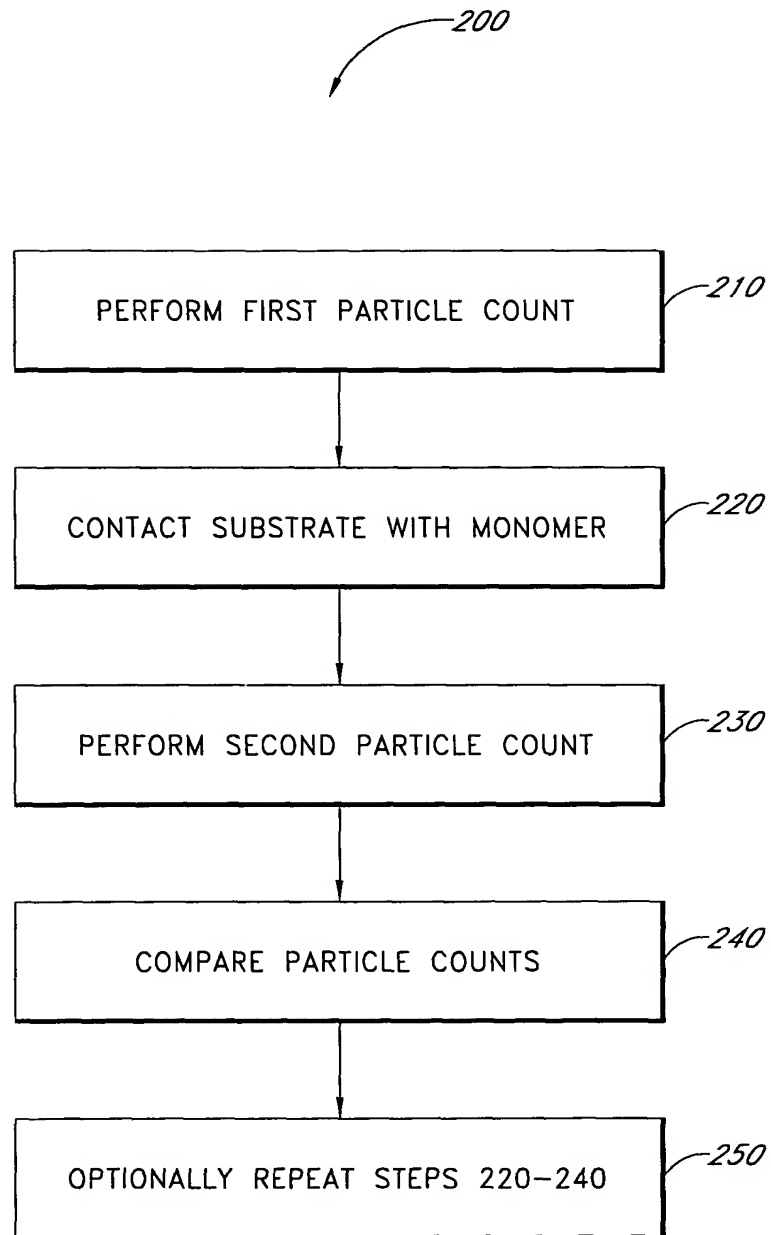 200
PERFORM FIRST PARTICLE COUNT
210
CONTACT SUBSTRATE WITH MONOMER
220
PERFORM SECOND PARTICLE COUNT
230
COMPARE PARTICLE COUNTS
240
OPTIONALLY REPEAT STEPS 220-240
250